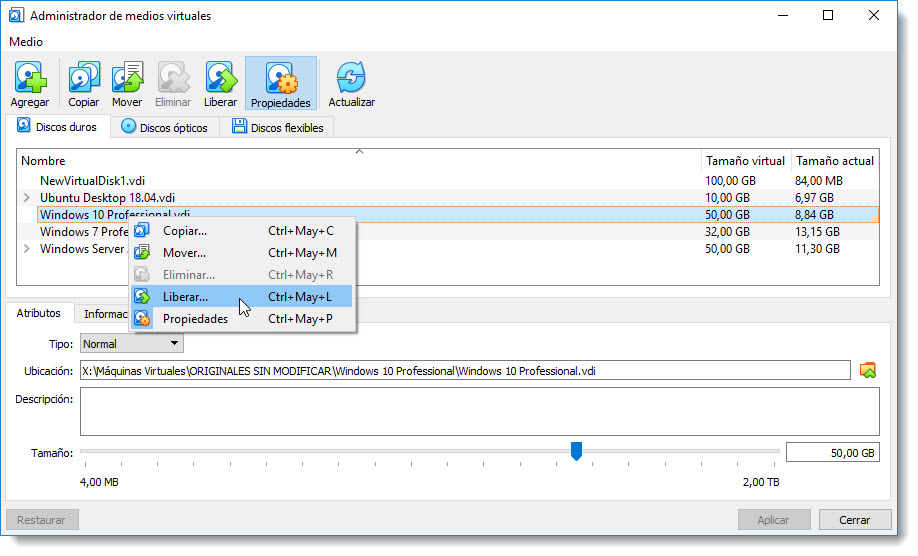 Administrador de medios virtuales
Medio
Agregar Copiar Mover Eliminar Liberar Propiedades Actualizar
Discos duros Discos ópticos Discos flexibles
Nombre Tamaño virtual Tamaño actual
NewVirtualDisk1.vdi 100,00 GB 84,00 MB
Ubuntu Desktop 18.04.vdi 10,00 GB 6,97 GB
Windows 10 Professional.vdi 50,00 GB 8,84 GB
Windows 7 Profe 32,00 GB 13,15 GB
Windows Server 50,00 GB 11,30 GB
Copiar... Ctrl+May+C
Mover... Ctrl+May+M
Eliminar... Ctrl+May+R
Liberar... Ctrl+May+L
Propiedades Ctrl+May+P
Atributos Informac
Tipo: Normal
Ubicación: X:\Máquinas Virtuales\ORIGINALES SIN MODIFICAR\Windows 10 Professional\Windows 10 Professional.vdi
Descripción:
Tamaño: 50,00 GB
4,00 MB 2,00 TB
Restaurar Aplicar Cerrar